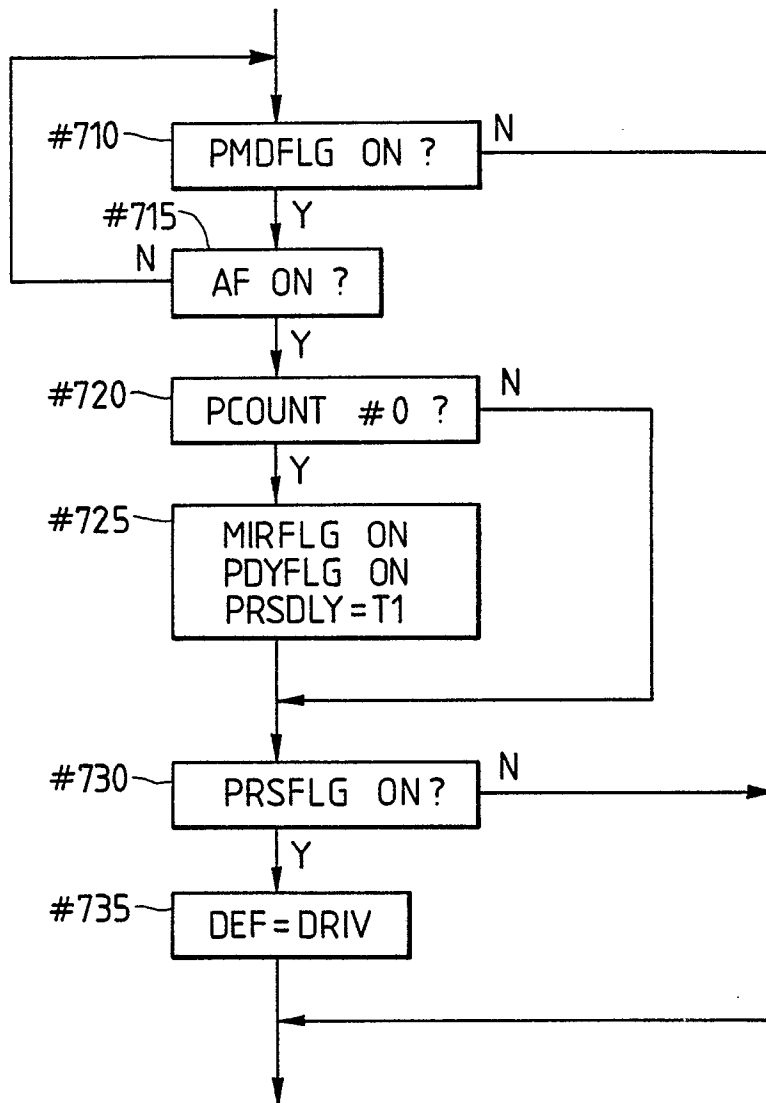 #710
PMDFLG ON ?
N
Y
#715
N
AF ON ?
Y
#720
PCOUNT #0 ?
N
Y
#725
MIRFLG ON
PDYFLG ON
PRSDLY=T1
#730
PRSFLG ON?
N
Y
#735
DEF=DRIV